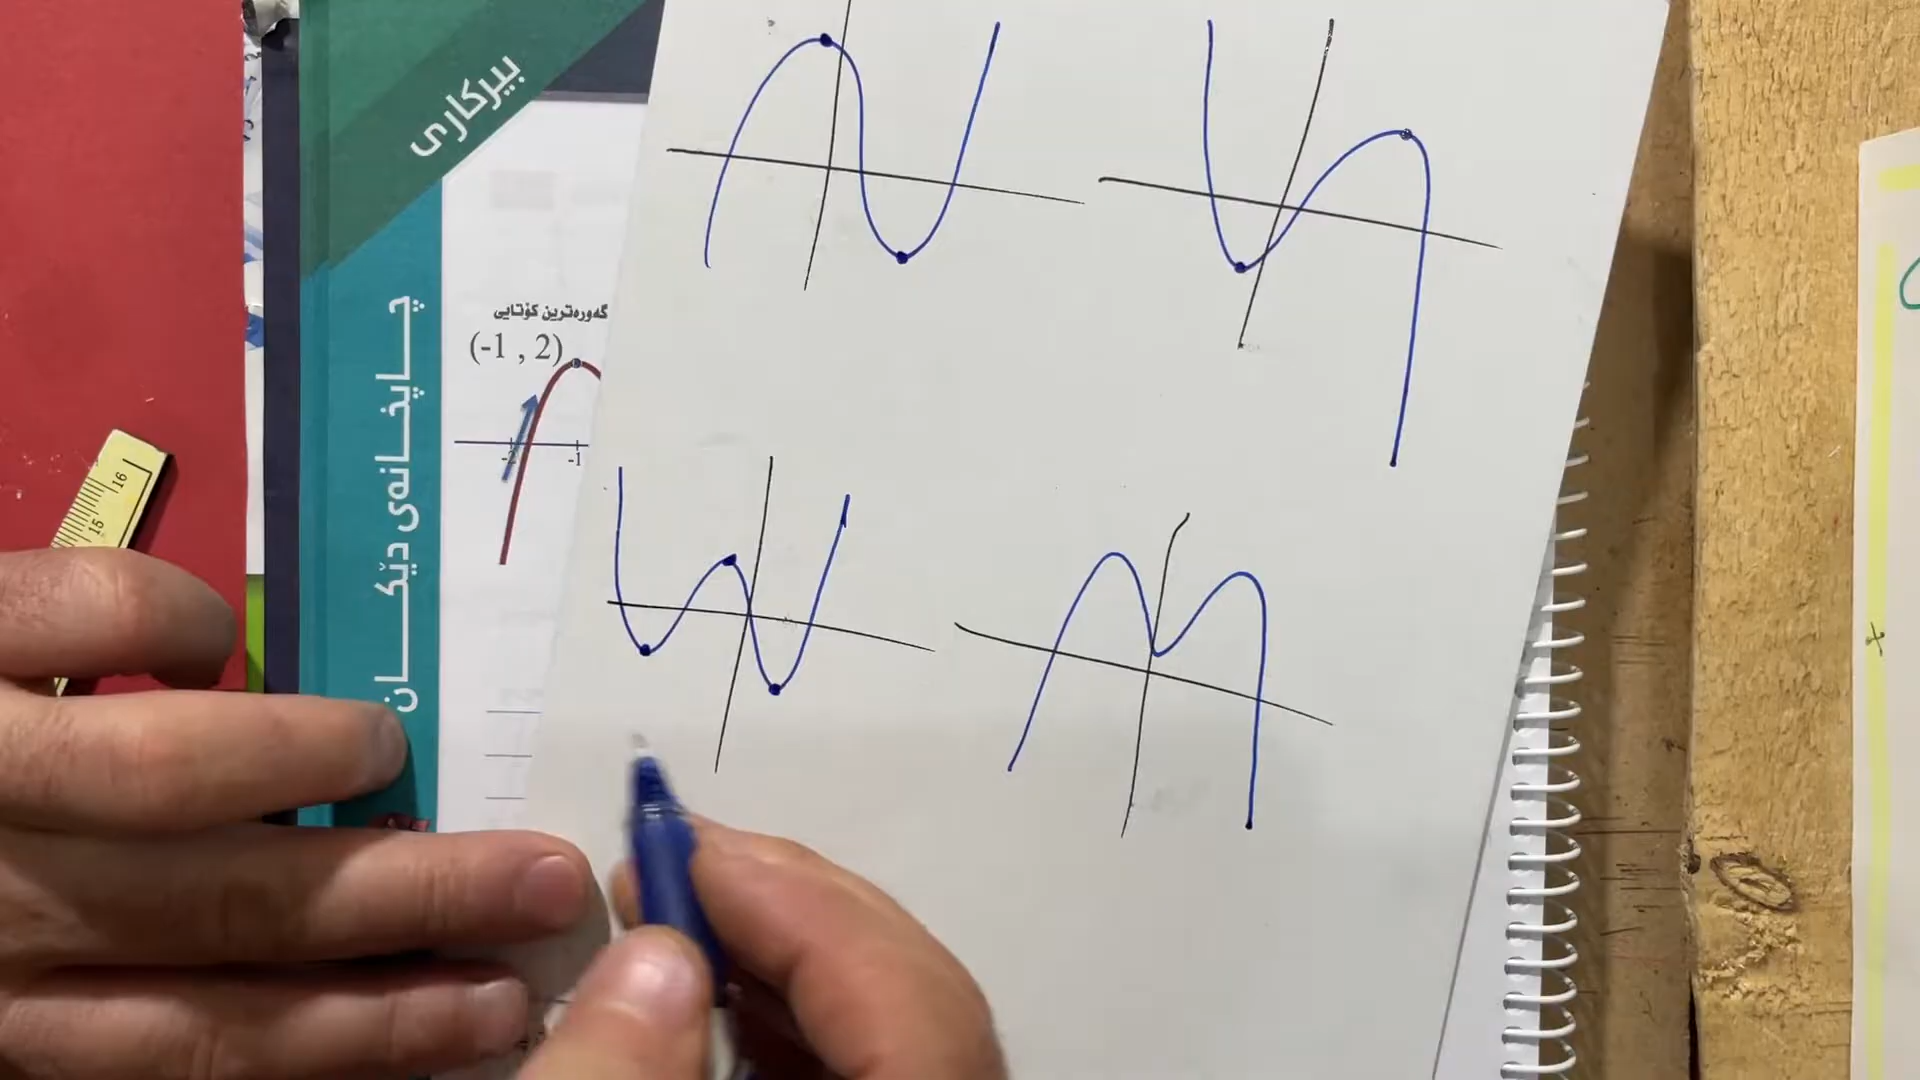 بیرکاری
چاپخانەی دێکان
گەورەترین کۆتایی
(-1 , 2)
-2
-1
16
15